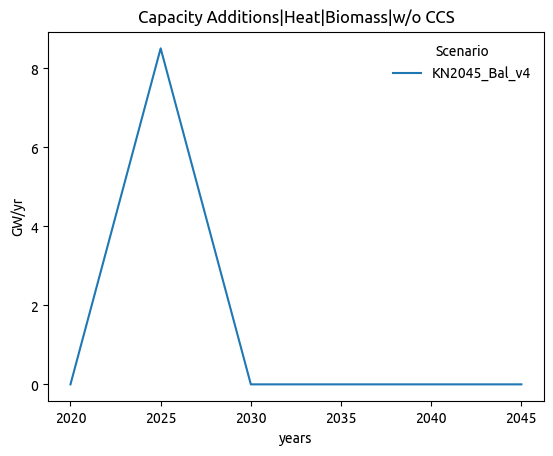 Capacity Additions|Heat|Biomass|w/o CCS
Scenario
KN2045_Bal_v4
8
6
4
2
0
GW/yr
2020 2025 2030 2035 2040 2045
years